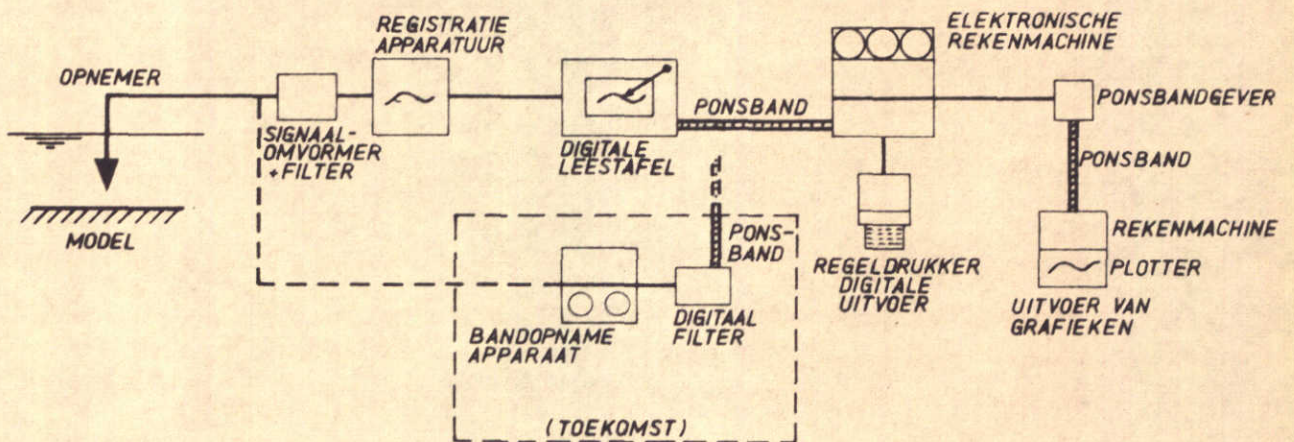 OPNEMER
MODEL
SIGNAAL-
OMVORMER
+FILTER
REGISTRATIE
APPARATUUR
DIGITALE
LEESTAFEL
PONSBAND
ELEKTRONISCHE
REKENMACHINE
PONSBANDGEVER
PONSBAND
REKENMACHINE
PLOTTER
UITVOER VAN
GRAFIEKEN
REGELDRUKKER
DIGITALE
UITVOER
PONS-
BAND
DIGITAAL
FILTER
BANDOPNAME
APPARAAT
(TOEKOMST)